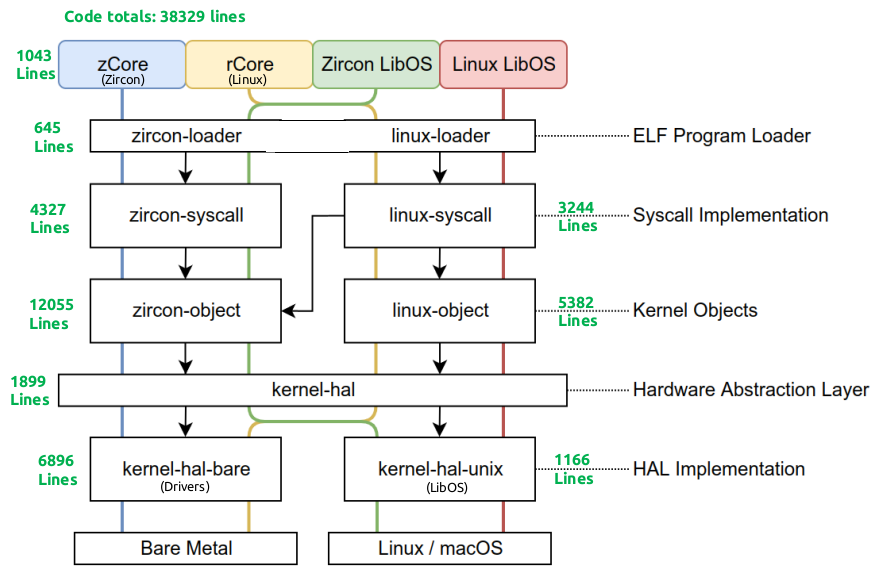 Code totals: 38329 lines
1043
Lines
zCore
(Zircon)
rCore
(Linux)
Zircon LibOS
Linux LibOS
645
Lines
zircon-loader
linux-loader
ELF Program Loader
4327
Lines
zircon-syscall
linux-syscall
3244
Lines
Syscall Implementation
12055
Lines
zircon-object
linux-object
5382
Lines
Kernel Objects
1899
Lines
kernel-hal
Hardware Abstraction Layer
6896
Lines
kernel-hal-bare
(Drivers)
kernel-hal-unix
(LibOS)
1166
Lines
HAL Implementation
Bare Metal
Linux / macOS